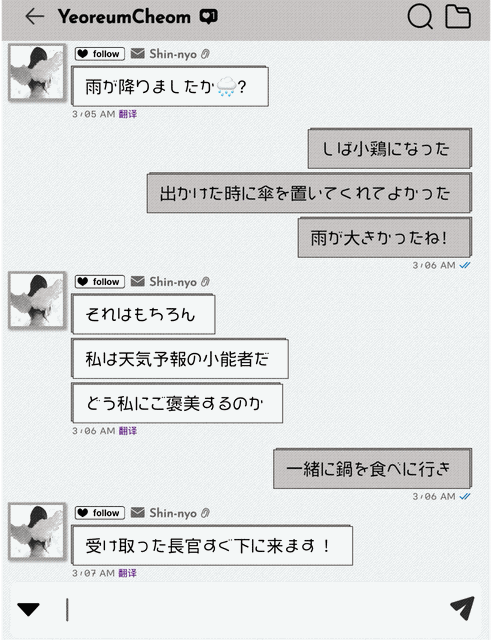 YeoreumCheom
follow Shin-nyo
雨が降りましたか🌧️?
3:05 AM 翻译
しば小鶏になった
出かけた時に傘を置いてくれてよかった
雨が大きかったね!
3:06 AM
follow Shin-nyo
それはもちろん
私は天気予報の小能者だ
どう私にご褒美するのか
3:06 AM 翻译
一緒に鍋を食べに行き
3:06 AM
follow Shin-nyo
受け取った長官すぐ下に来ます!
3:07 AM 翻译